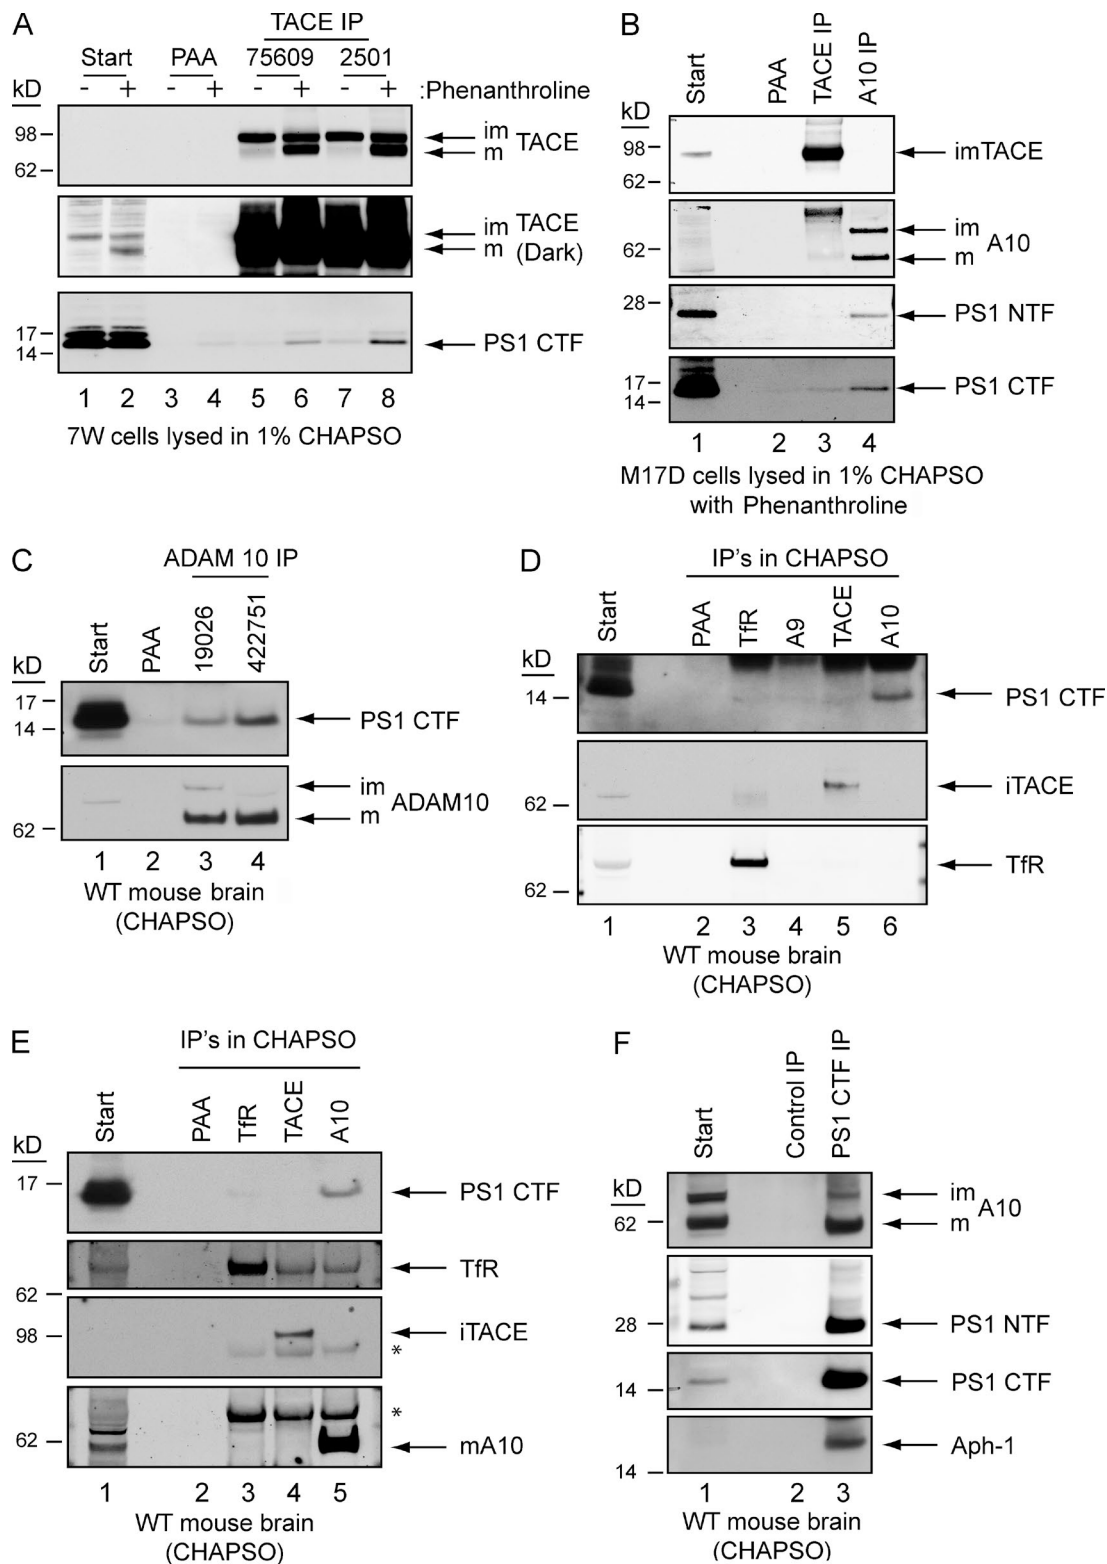 A
TACE IP
Start PAA 75609 2501
kD - + - + - + - + :Phenanthroline
98
62
im
m
TACE
im
m
TACE
(Dark)
17
14
PS1 CTF
1 2 3 4 5 6 7 8
7W cells lysed in 1% CHAPSO
B
Start PAA TACE IP A10 IP
kD
98
62
imTACE
62
im
m
A10
28
PS1 NTF
17
14
PS1 CTF
1 2 3 4
M17D cells lysed in 1% CHAPSO
with Phenanthroline
C
ADAM 10 IP
Start PAA 19026 422751
kD
17
14
PS1 CTF
im
m
ADAM10
62
1 2 3 4
WT mouse brain
(CHAPSO)
D
IP's in CHAPSO
Start PAA TfR A9 TACE A10
kD
14
PS1 CTF
62
iTACE
62
TfR
1 2 3 4 5 6
WT mouse brain
(CHAPSO)
E
IP's in CHAPSO
Start PAA TfR TACE A10
kD
17
PS1 CTF
TfR
62
98
iTACE
*
*
62
mA10
1 2 3 4 5
WT mouse brain
(CHAPSO)
F
Start Control IP PS1 CTF IP
kD
62
im
m
A10
28
PS1 NTF
14
PS1 CTF
Aph-1
14
1 2 3
WT mouse brain
(CHAPSO)